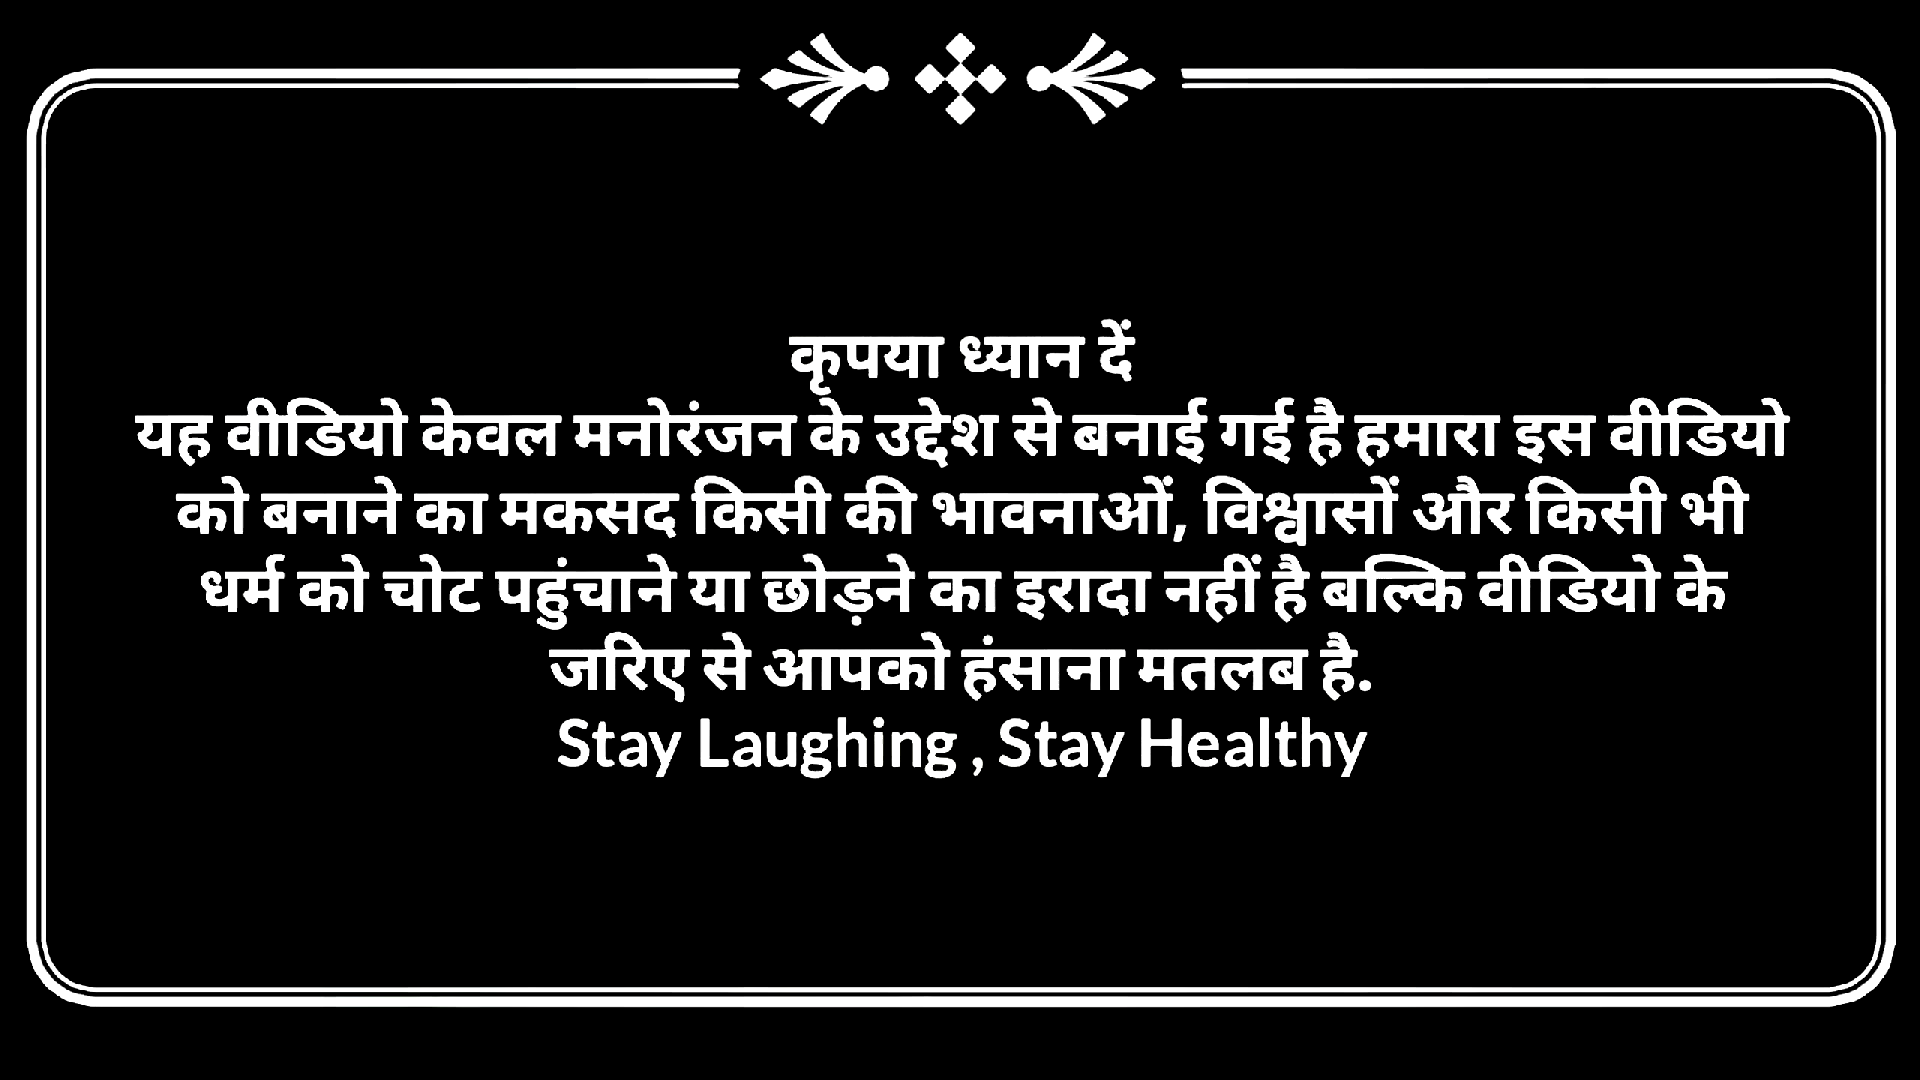 कृपया ध्यान दें
यह वीडियो केवल मनोरंजन के उद्देश से बनाई गई है हमारा इस वीडियो
को बनाने का मकसद किसी की भावनाओं, विश्वासों और किसी भी
धर्म को चोट पहुंचाने या छोड़ने का इरादा नहीं है बल्कि वीडियो के
जरिए से आपको हंसाना मतलब है.
Stay Laughing , Stay Healthy